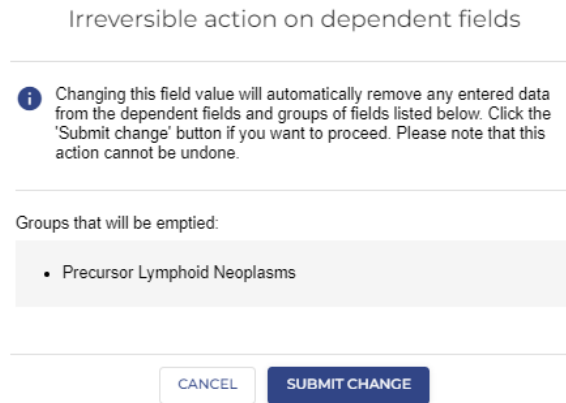 Irreversible action on dependent fields
Changing this field value will automatically remove any entered data
from the dependent fields and groups of fields listed below. Click the
'Submit change' button if you want to proceed. Please note that this
action cannot be undone.
Groups that will be emptied:
• Precursor Lymphoid Neoplasms
CANCEL
SUBMIT CHANGE